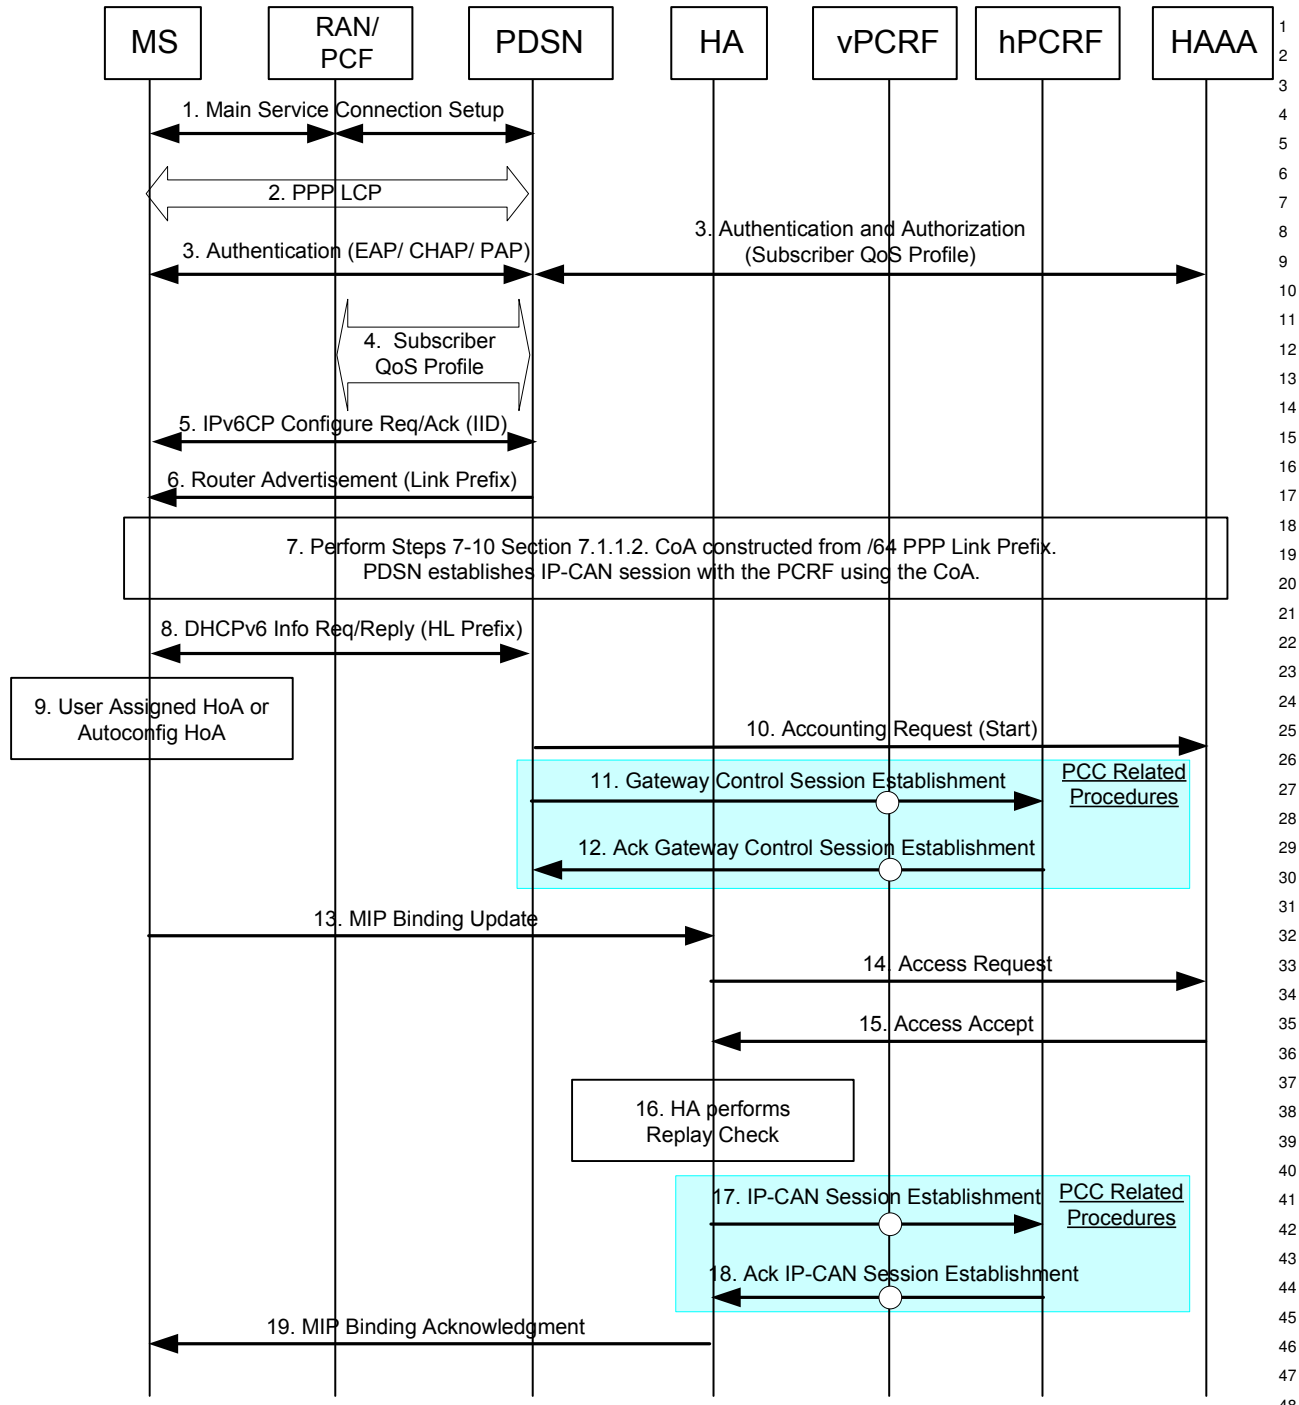 MS
RAN/
PCF
PDSN
HA
vPCRF
hPCRF
HAAA
1. Main Service Connection Setup
2. PPP LCP
3. Authentication (EAP/ CHAP/ PAP)
3. Authentication and Authorization
(Subscriber QoS Profile)
4. Subscriber
QoS Profile
5. IPv6CP Configure Req/Ack (IID)
6. Router Advertisement (Link Prefix)
7. Perform Steps 7-10 Section 7.1.1.2. CoA constructed from /64 PPP Link Prefix.
PDSN establishes IP-CAN session with the PCRF using the CoA.
8. DHCPv6 Info Req/Reply (HL Prefix)
9. User Assigned HoA or
Autoconfig HoA
10. Accounting Request (Start)
11. Gateway Control Session Establishment
PCC Related
Procedures
12. Ack Gateway Control Session Establishment
13. MIP Binding Update
14. Access Request
15. Access Accept
16. HA performs
Replay Check
17. IP-CAN Session Establishment
PCC Related
Procedures
18. Ack IP-CAN Session Establishment
19. MIP Binding Acknowledgment
1
2
3
4
5
6
7
8
9
10
11
12
13
14
15
16
17
18
19
20
21
22
23
24
25
26
27
28
29
30
31
32
33
34
35
36
37
38
39
40
41
42
43
44
45
46
47
48